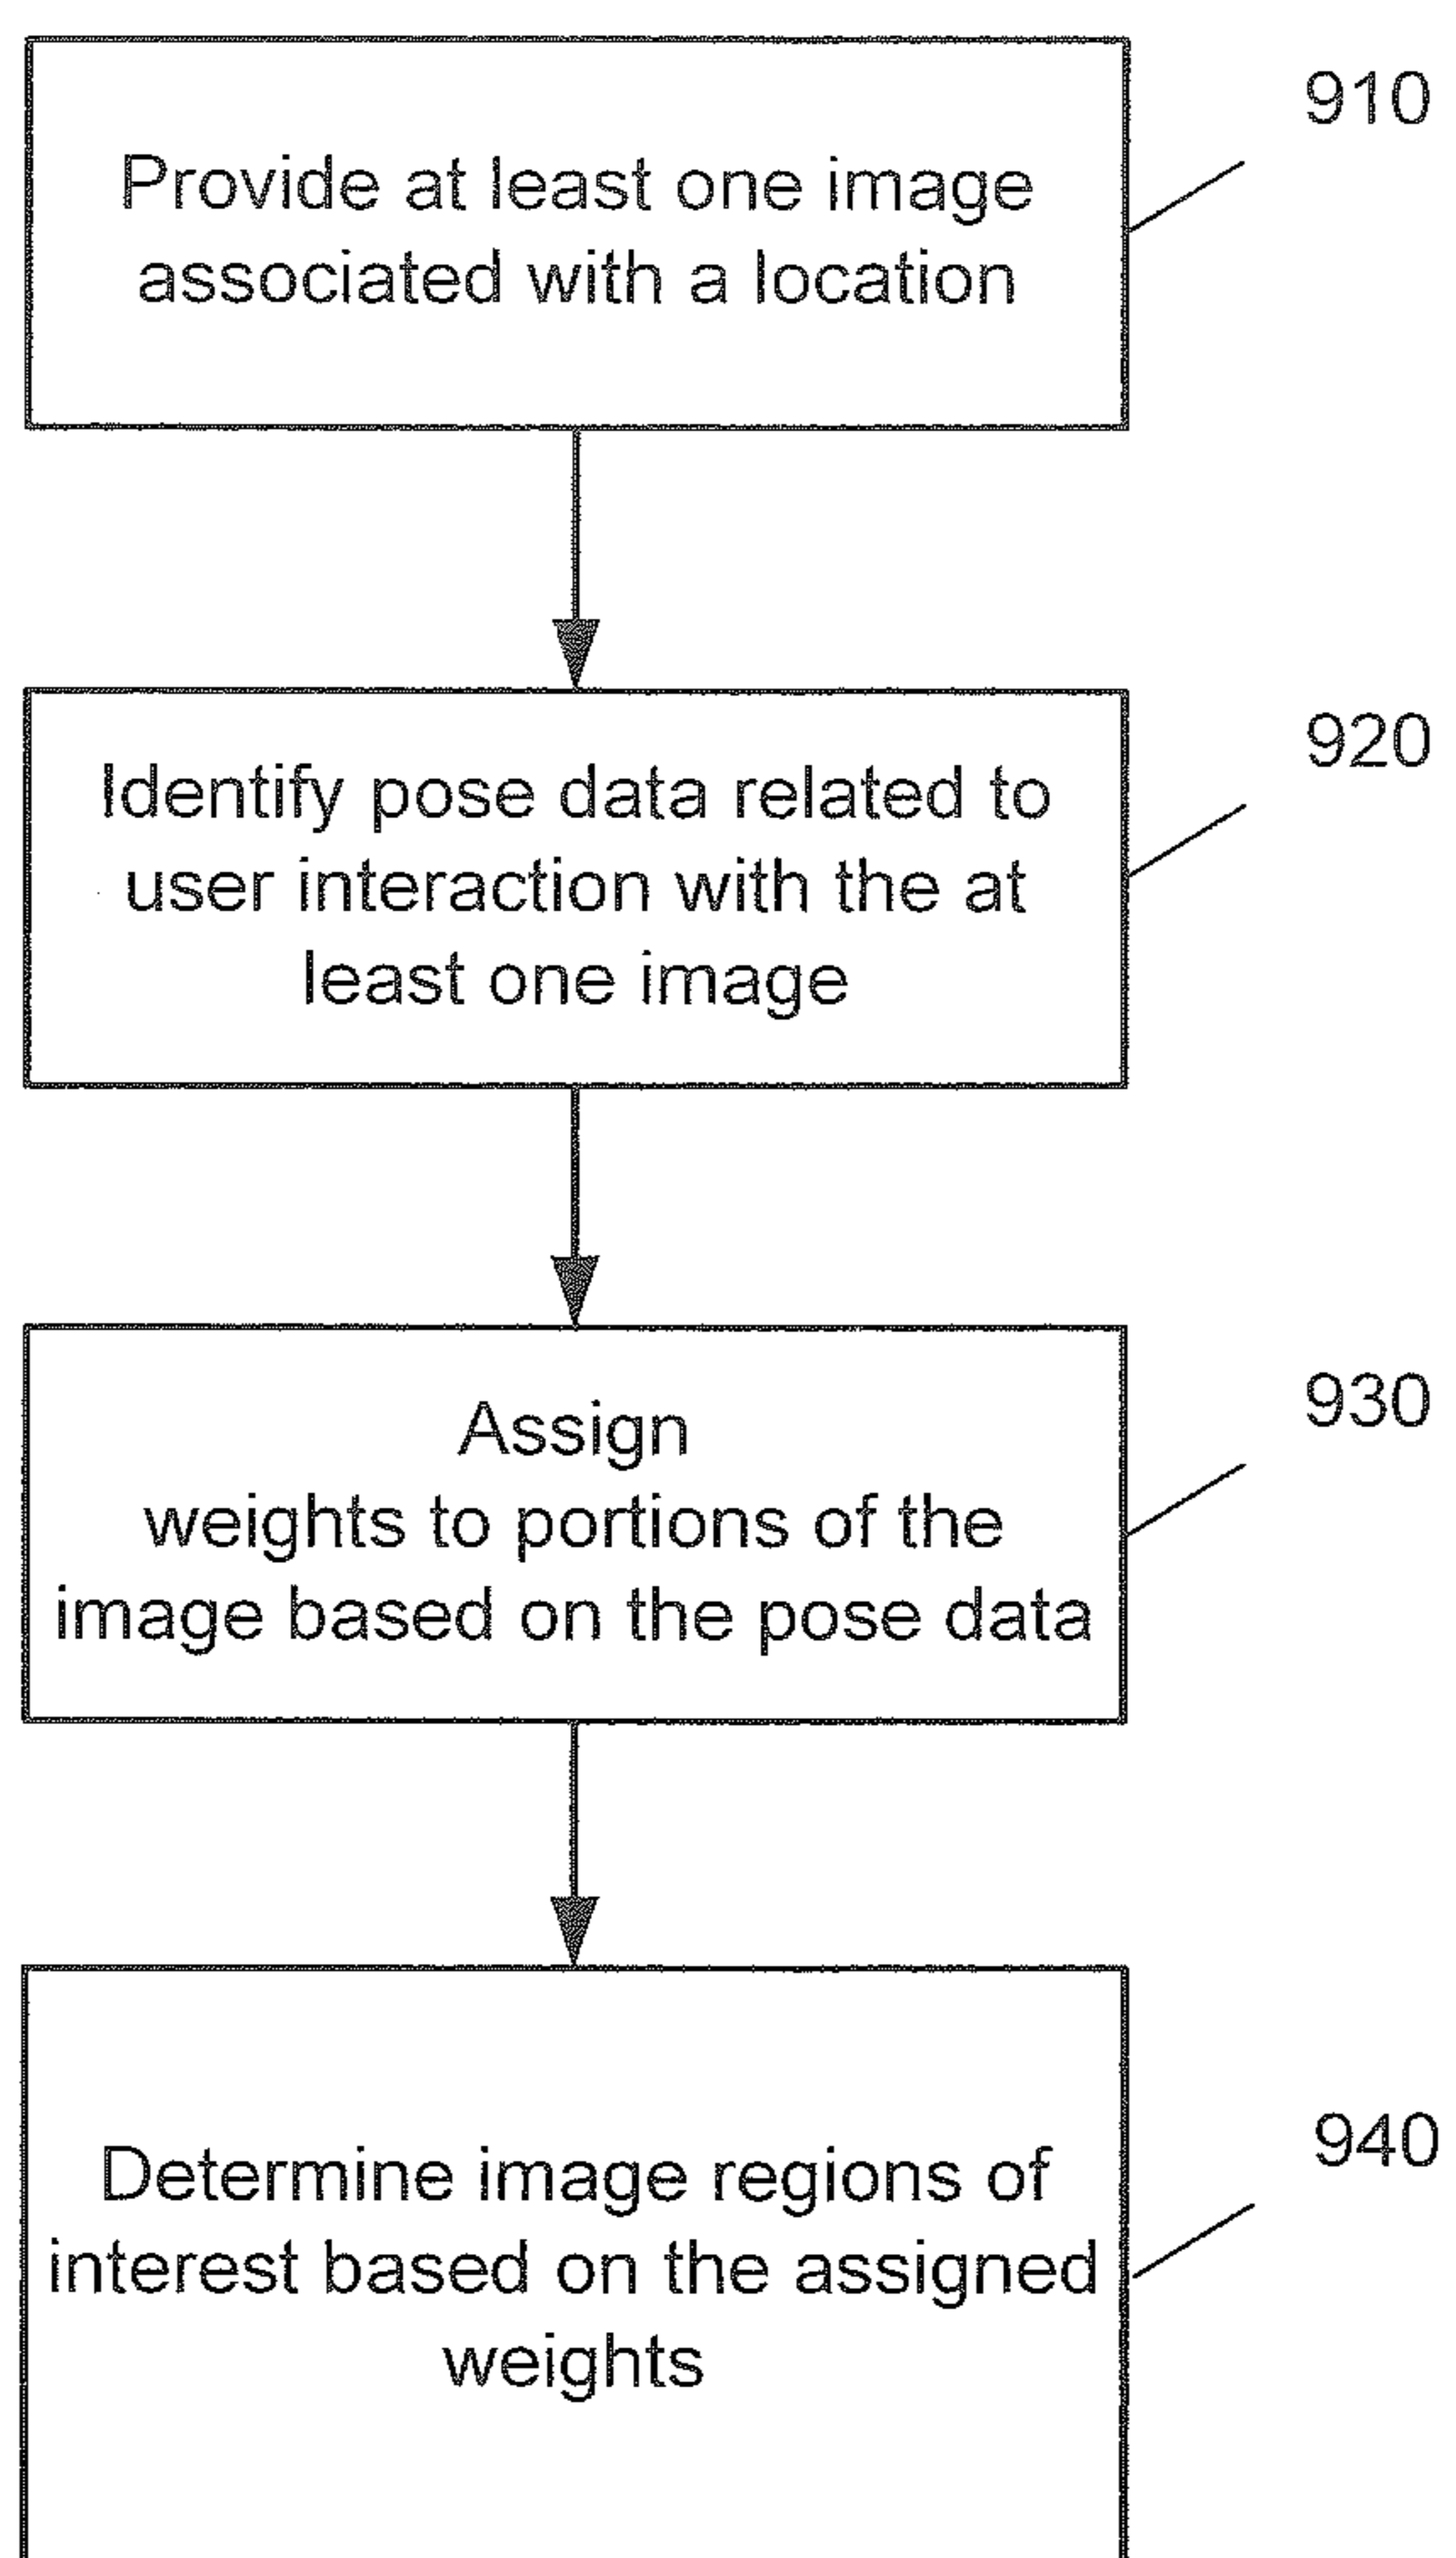 910
Provide at least one image
associated with a location
920
Identify pose data related to
user interaction with the at
least one image
930
Assign
weights to portions of the
image based on the pose data
940
Determine image regions of
interest based on the assigned
weights